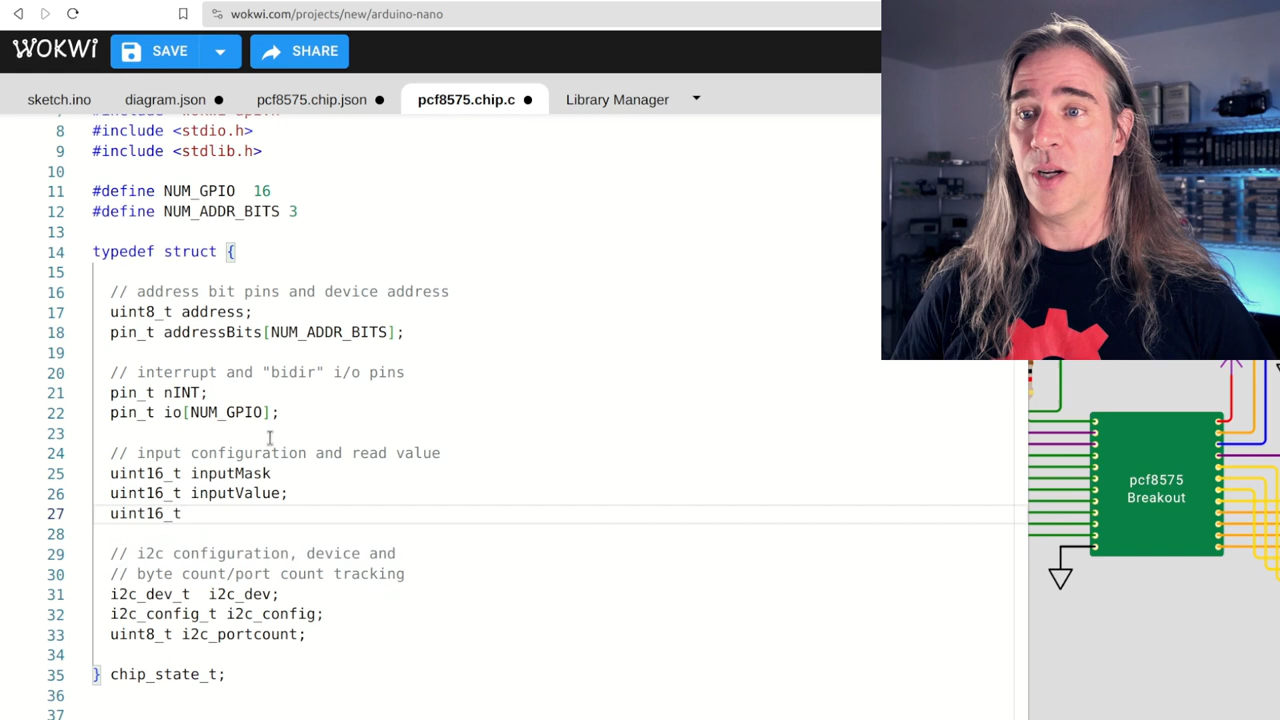 wokwi.com/projects/new/arduino-nano
WOKWi
SAVE
SHARE
sketch.ino
diagram.json
pcf8575.chip.json
pcf8575.chip.c
Library Manager
8 #include <stdio.h>
9 #include <stdlib.h>
10
11 #define NUM_GPIO  16
12 #define NUM_ADDR_BITS 3
13
14 typedef struct {
15
16 // address bit pins and device address
17 uint8_t address;
18 pin_t addressBits[NUM_ADDR_BITS];
19
20 // interrupt and "bidir" i/o pins
21 pin_t nINT;
22 pin_t io[NUM_GPIO];
23
24 // input configuration and read value
25 uint16_t inputMask
26 uint16_t inputValue;
27 uint16_t
28
29 // i2c configuration, device and
30 // byte count/port count tracking
31 i2c_dev_t  i2c_dev;
32 i2c_config_t i2c_config;
33 uint8_t i2c_portcount;
34
35 } chip_state_t;
36
37
pcf8575
Breakout